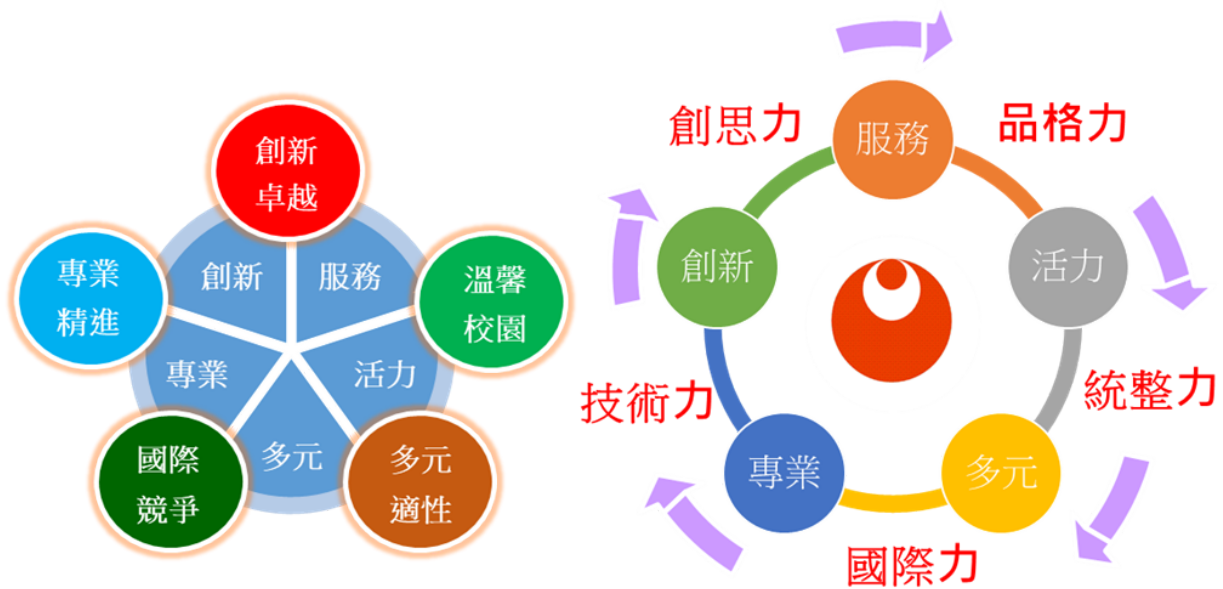 創新
卓越
專業
精進
創新
服務
溫馨
校園
專業
活力
國際
競爭
多元
多元
適性
創思力
服務
品格力
創新
活力
技術力
統整力
專業
多元
國際力